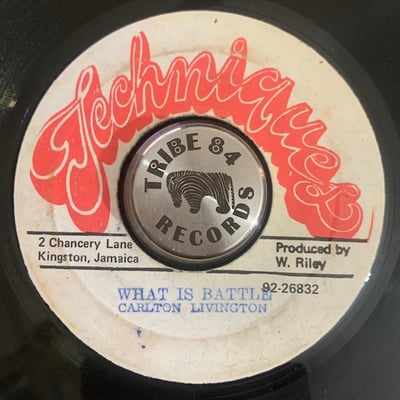 Techniques
TRIBE 84
RECORDS
2 Chancery Lane
Kingston, Jamaica
Produced by
W. Riley
92-26832
WHAT IS BATTLE
CARLTON LIVINGTON